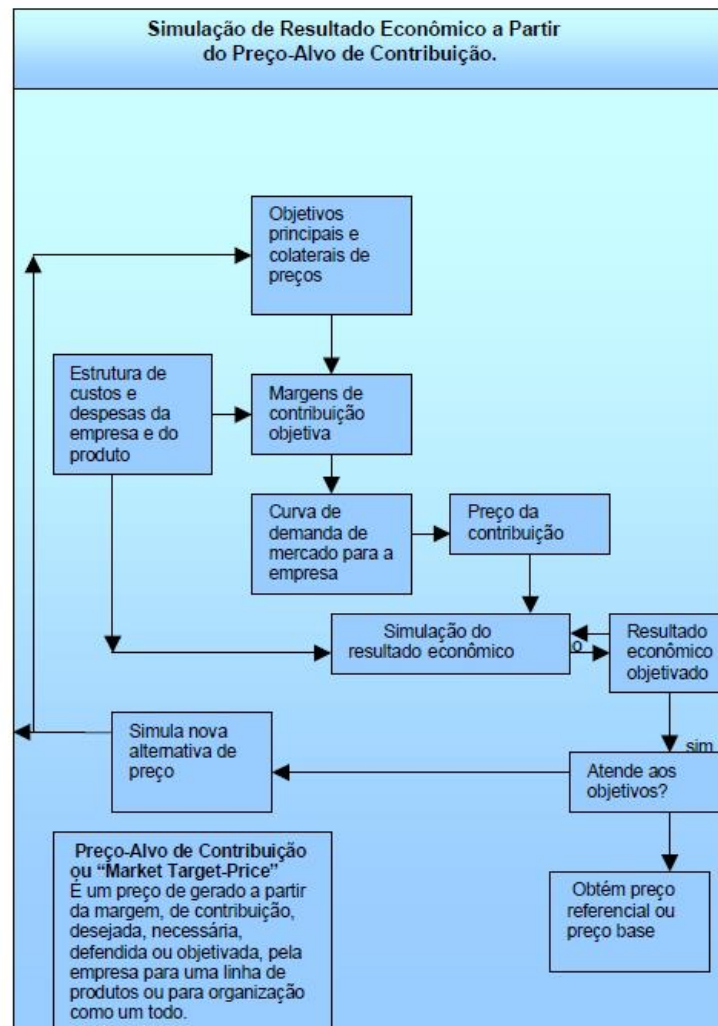 Simulação de Resultado Econômico a Partir
do Preço-Alvo de Contribuição.
Objetivos
principais e
colaterais de
preços
Estrutura de
custos e
despesas da
empresa e do
produto
Margens de
contribuição
objetiva
Curva de
demanda de
mercado para a
empresa
Preço da
contribuição
Simulação do
resultado econômico
o
Resultado
econômico
objetivado
sim
Simula nova
alternativa de
preço
Atende aos
objetivos?
Preço-Alvo de Contribuição
ou “Market Target-Price”
É um preço de gerado a partir
da margem, de contribuição,
desejada, necessária,
defendida ou objetivada, pela
empresa para uma linha de
produtos ou para organização
como um todo.
Obtém preço
referencial ou
preço base